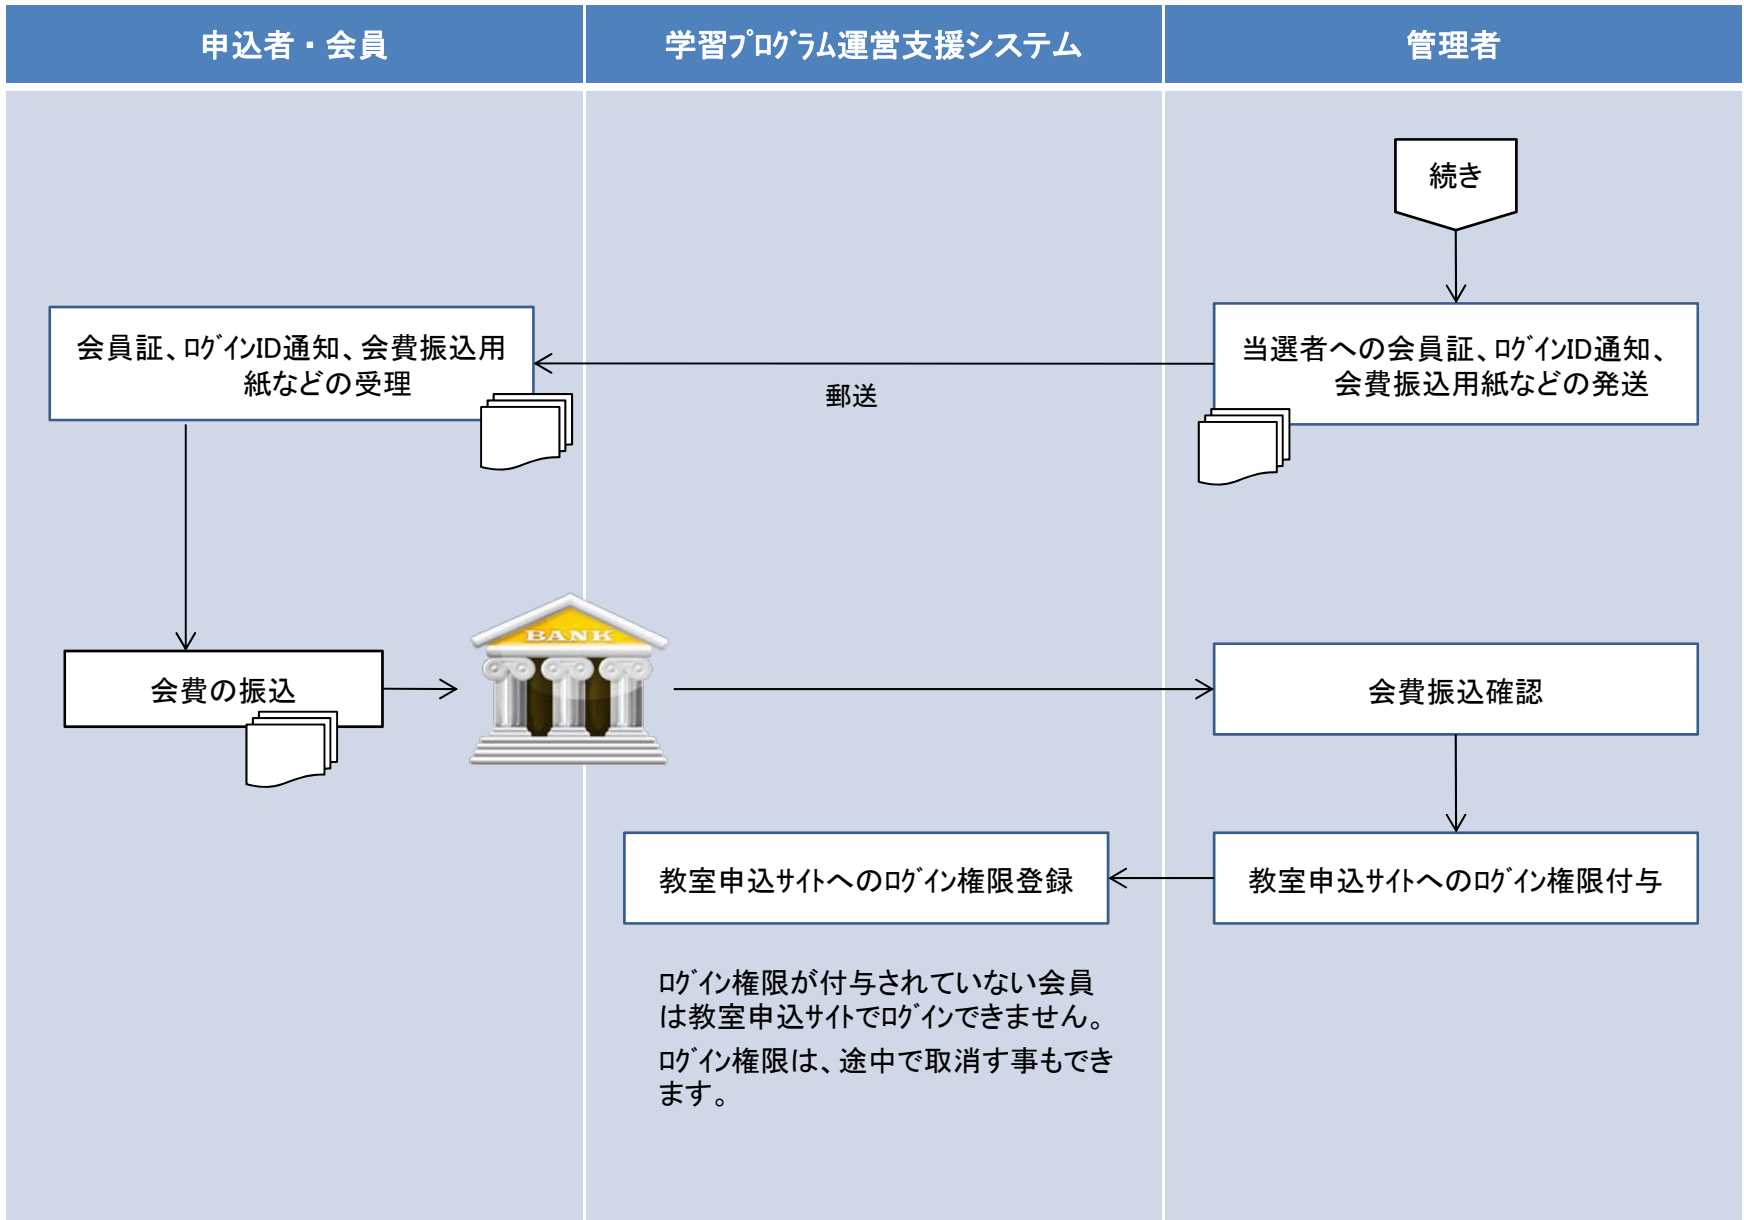 申込者・会員
学習ﾌﾟﾛｸﾞﾗﾑ運営支援システム
管理者
続き
会員証、ﾛｸﾞｲﾝID通知、会費振込用
紙などの受理
郵送
当選者への会員証、ﾛｸﾞｲﾝID通知、
会費振込用紙などの発送
会費の振込
BANK
会費振込確認
教室申込ｻｲﾄへのﾛｸﾞｲﾝ権限登録
教室申込ｻｲﾄへのﾛｸﾞｲﾝ権限付与
ﾛｸﾞｲﾝ権限が付与されていない会員
は教室申込ｻｲﾄでﾛｸﾞｲﾝできません。
ﾛｸﾞｲﾝ権限は、途中で取消す事もでき
ます。